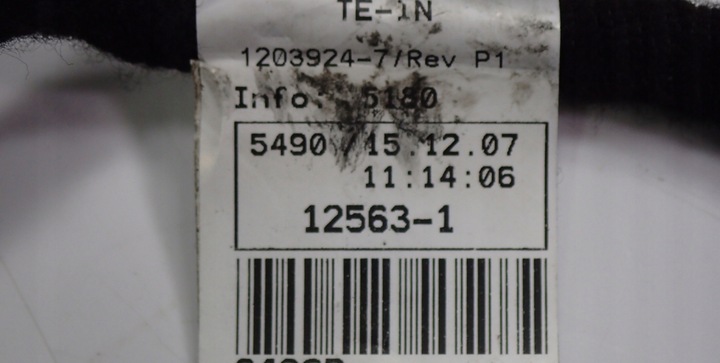 TE-1N
1203924-7/Rev P1
Info. 5180
5490 / 15.12.07
11:14:06
12563-1